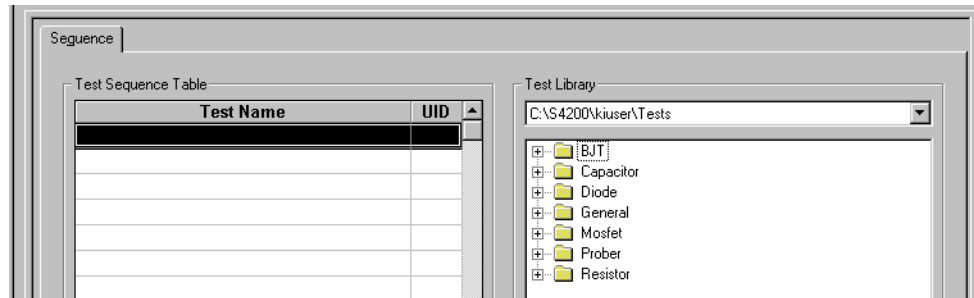 Sequence
Test Sequence Table
Test Name UID
Test Library
C:\S4200\kiuser\Tests
BJT
Capacitor
Diode
General
Mosfet
Prober
Resistor